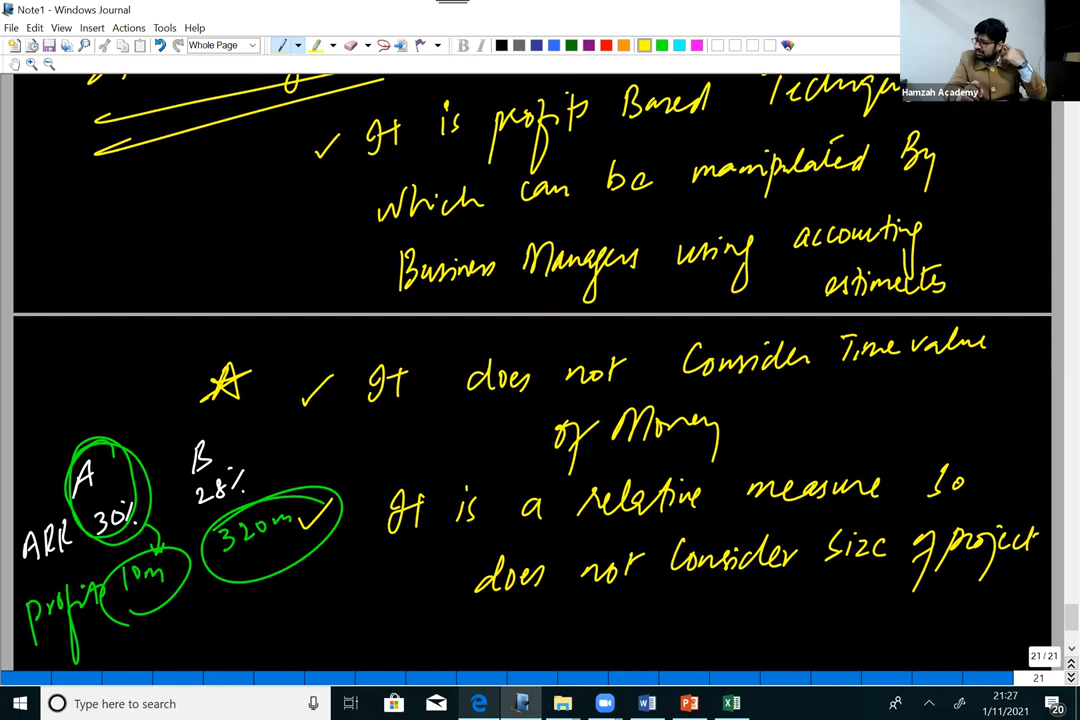 Note1 - Windows Journal
File Edit View Insert Actions Tools Help
Whole Page
B I
Hamzah Academy
✓ It is profits Based Technique
which can be manipulated By
Business Managers using accounting
estimates
✓ It does not Consider Time value
of Money
✓ It is a relative measure so
does not consider size of project
A B
ARR 30% 28%
profits 10m 320m
21 / 21
21
Type here to search
21:27
1/11/2021
20